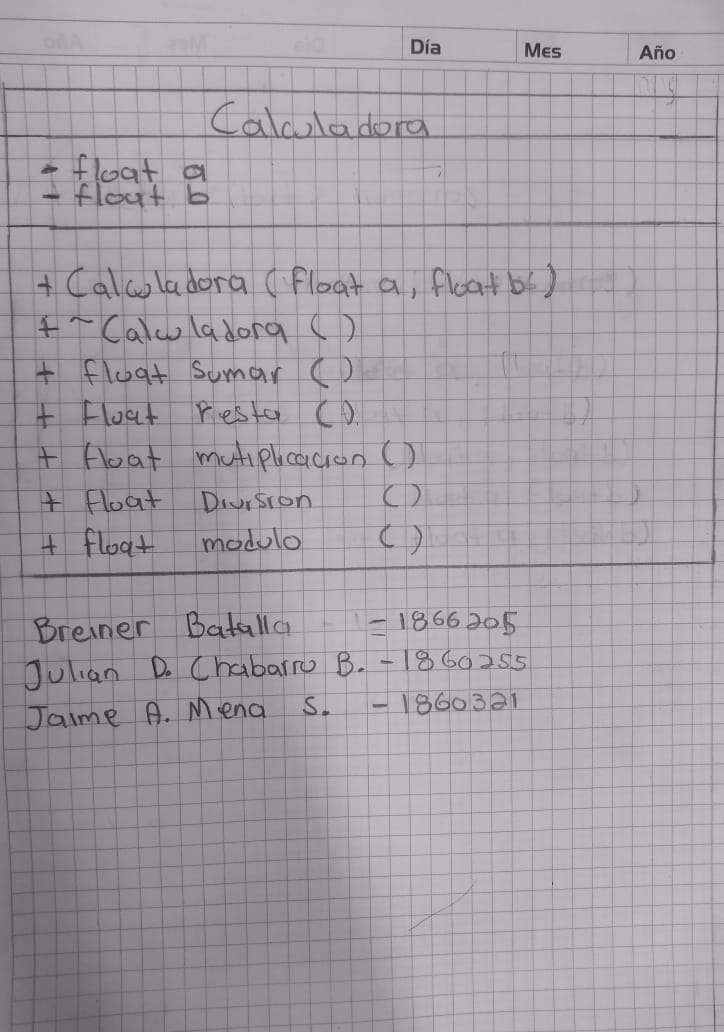 Día Mes Año
Calculadora
- float a
- float b
+ Calculadora (float a, float b)
+ ~Calculadora ()
+ float sumar ()
+ float resta ()
+ float mutiplicacion ()
+ float Division ()
+ float modulo ()
Breiner Batalla - 1866205
Julian D. Chabarro B. - 1860255
Jaime A. Mena S. - 1860321